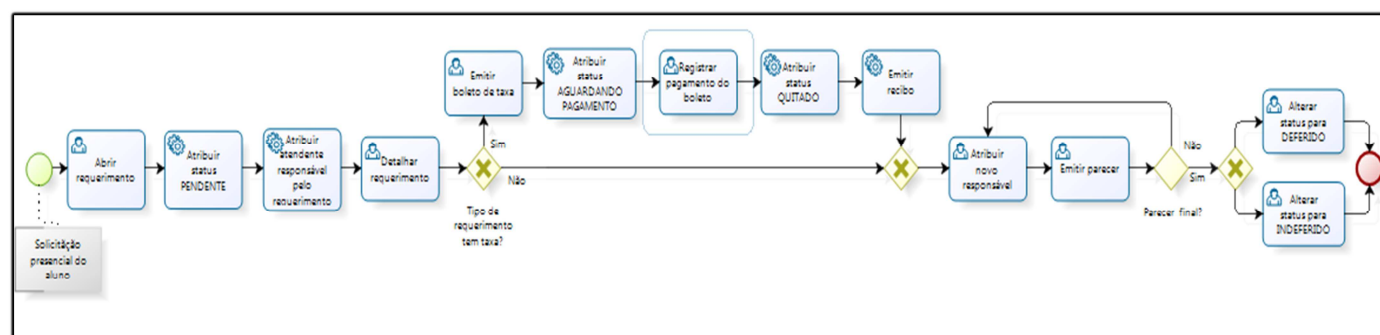 Abrir
requerimento
Atribuir
status
PENDENTE
Atribuir
atendente
responsável
pelo
requerimento
Detalhar
requerimento
Tipo de
requerimento
tem taxa?
Sim
Não
Emitir
boleto de taxa
Atribuir
status
AGUARDANDO
PAGAMENTO
Registrar
pagamento do
boleto
Atribuir
status
QUITADO
Emitir
recibo
Atribuir
novo
responsável
Emitir parecer
Parecer final?
Não
Sim
Alterar
status para
DEFERIDO
Alterar
status para
INDEFERIDO
Solicitação
presencial do
aluno